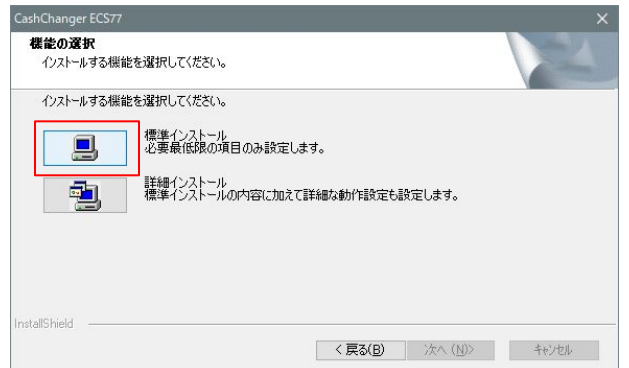 CashChanger ECS77
機能の選択
インストールする機能を選択してください。
インストールする機能を選択してください。
標準インストール
必要最低限の項目のみ設定します。
詳細インストール
標準インストールの内容に加えて詳細な動作設定も設定します。
InstallShield
< 戻る(B)
次へ (N)>
キャンセル